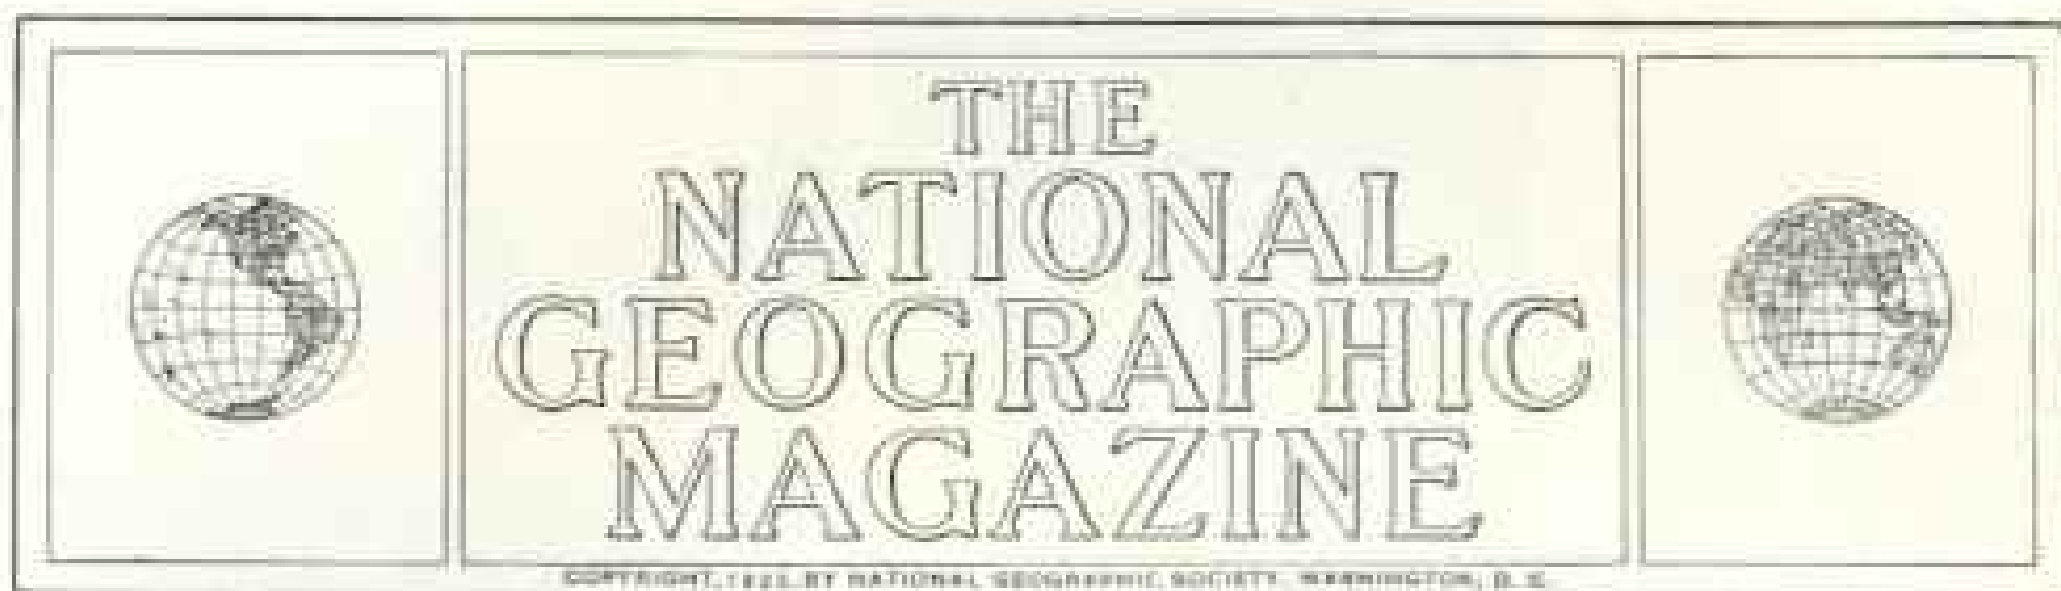 THE
NATIONAL
GEOGRAPHIC
MAGAZINE
COPYRIGHT, BY NATIONAL GEOGRAPHIC SOCIETY, WASHINGTON, D. C.